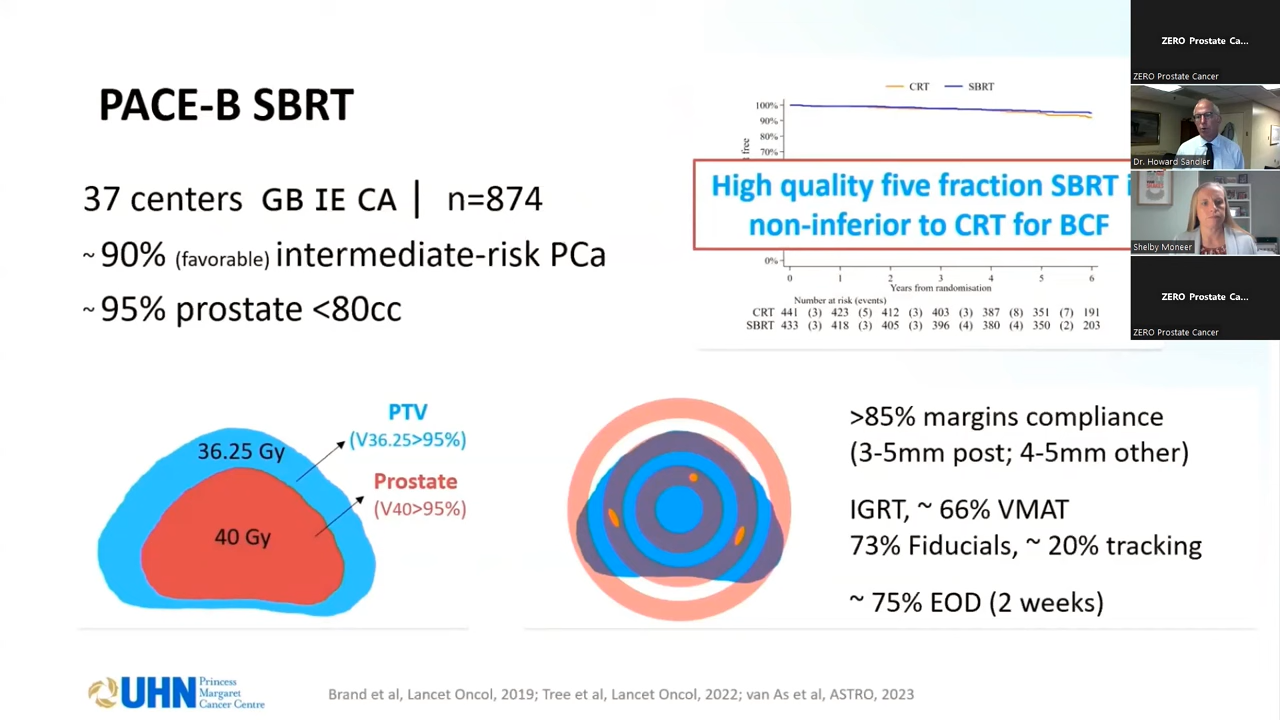 PACE-B SBRT
37 centers GB IE CA | n=874
~ 90% (favorable) intermediate-risk PCa
~ 95% prostate <80cc
CRT SBRT
100%
90%
80%
70%
free
High quality five fraction SBRT
non-inferior to CRT for BCF
0%
0 1 2 3 4 5 6
Years from randomisation
Number at risk (events)
CRT 441 (3) 423 (5) 412 (3) 403 (3) 387 (8) 351 (7) 191
SBRT 433 (3) 418 (3) 405 (3) 396 (4) 380 (4) 350 (2) 203
ZERO Prostate Ca...
ZERO Prostate Cancer
Dr. Howard Sandler
Shelby Moneer
ZERO Prostate Ca...
ZERO Prostate Cancer
PTV
(V36.25>95%)
36.25 Gy
Prostate
(V40>95%)
40 Gy
>85% margins compliance
(3-5mm post; 4-5mm other)
IGRT, ~ 66% VMAT
73% Fiducials, ~ 20% tracking
~ 75% EOD (2 weeks)
UHN Princess
Margaret
Cancer Centre
Brand et al, Lancet Oncol, 2019; Tree et al, Lancet Oncol, 2022; van As et al, ASTRO, 2023